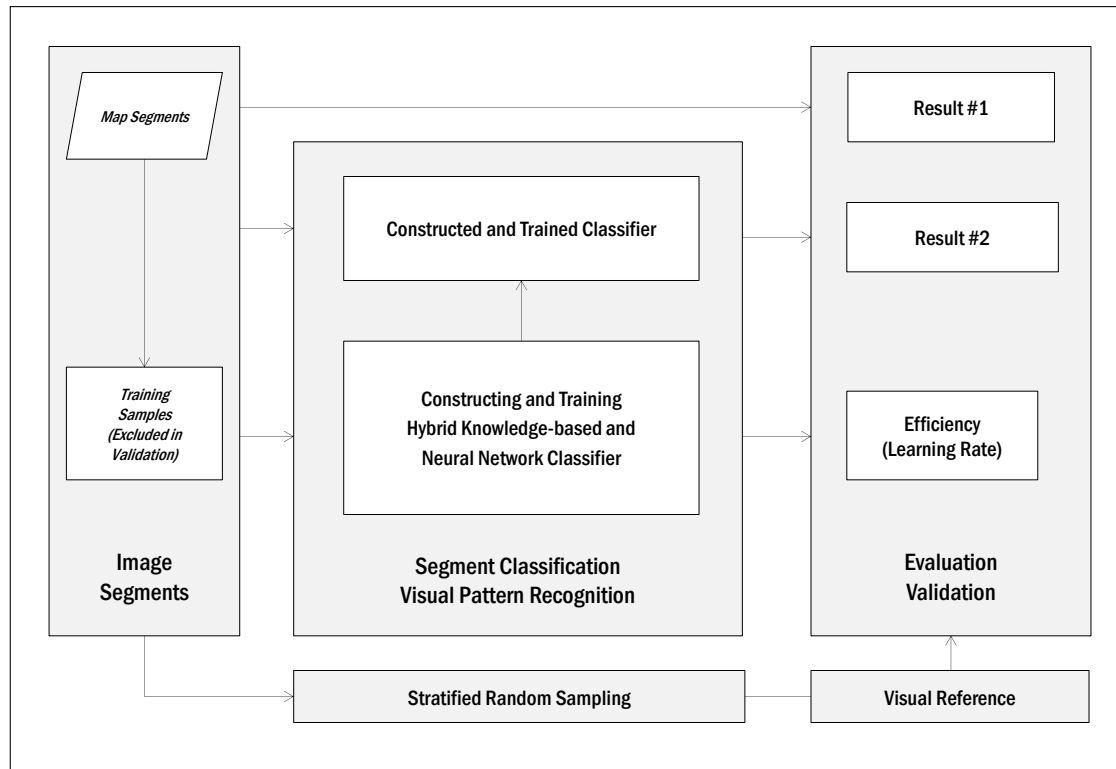 Map Segments
Training
Samples
(Excluded in
Validation)
Image
Segments
Constructed and Trained Classifier
Constructing and Training
Hybrid Knowledge-based and
Neural Network Classifier
Segment Classification
Visual Pattern Recognition
Result #1
Result #2
Efficiency
(Learning Rate)
Evaluation
Validation
Stratified Random Sampling
Visual Reference